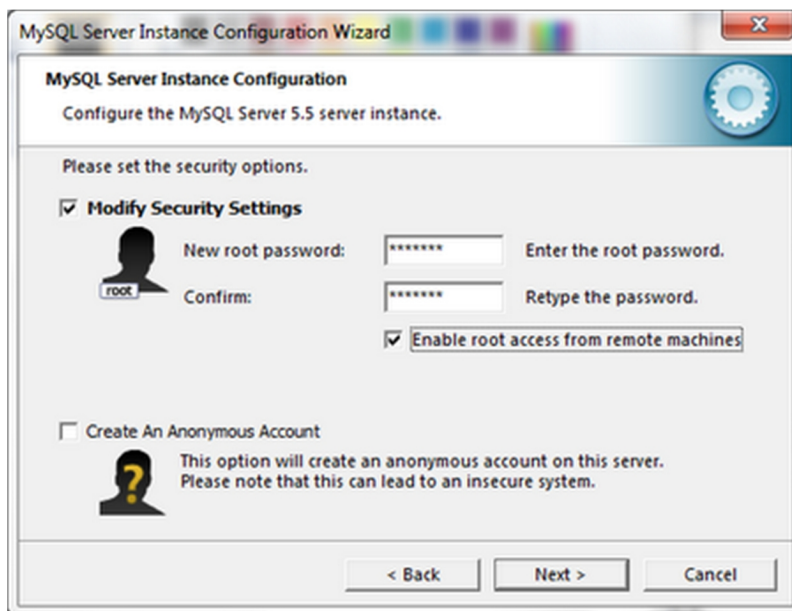 MySQL Server Instance Configuration Wizard
MySQL Server Instance Configuration
Configure the MySQL Server 5.5 server instance.
Please set the security options.
Modify Security Settings
New root password: ******* Enter the root password.
root
Confirm: ******* Retype the password.
Enable root access from remote machines
Create An Anonymous Account
This option will create an anonymous account on this server.
Please note that this can lead to an insecure system.
< Back Next > Cancel